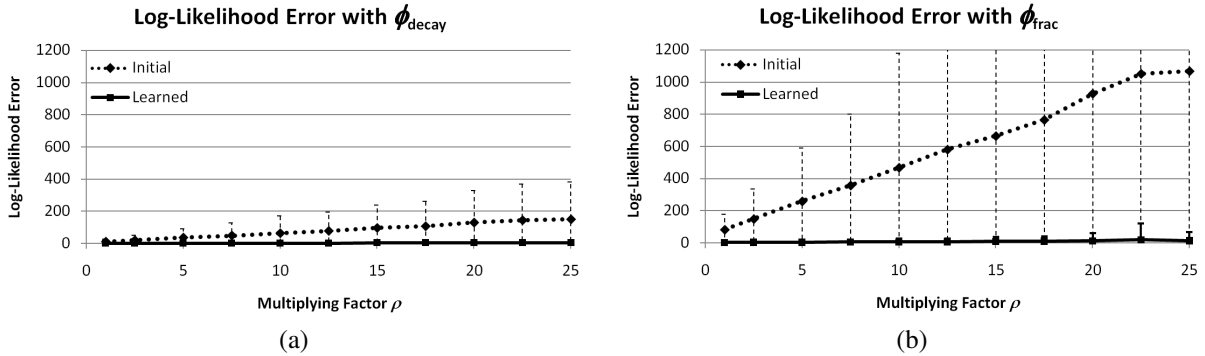 Log-Likelihood Error with ϕdecay
Log-Likelihood Error
1200
1000
800
600
400
200
0
Initial
Learned
0 5 10 15 20 25
Multiplying Factor ρ
(a)
Log-Likelihood Error with ϕfrac
Log-Likelihood Error
1200
1000
800
600
400
200
0
Initial
Learned
0 5 10 15 20 25
Multiplying Factor ρ
(b)